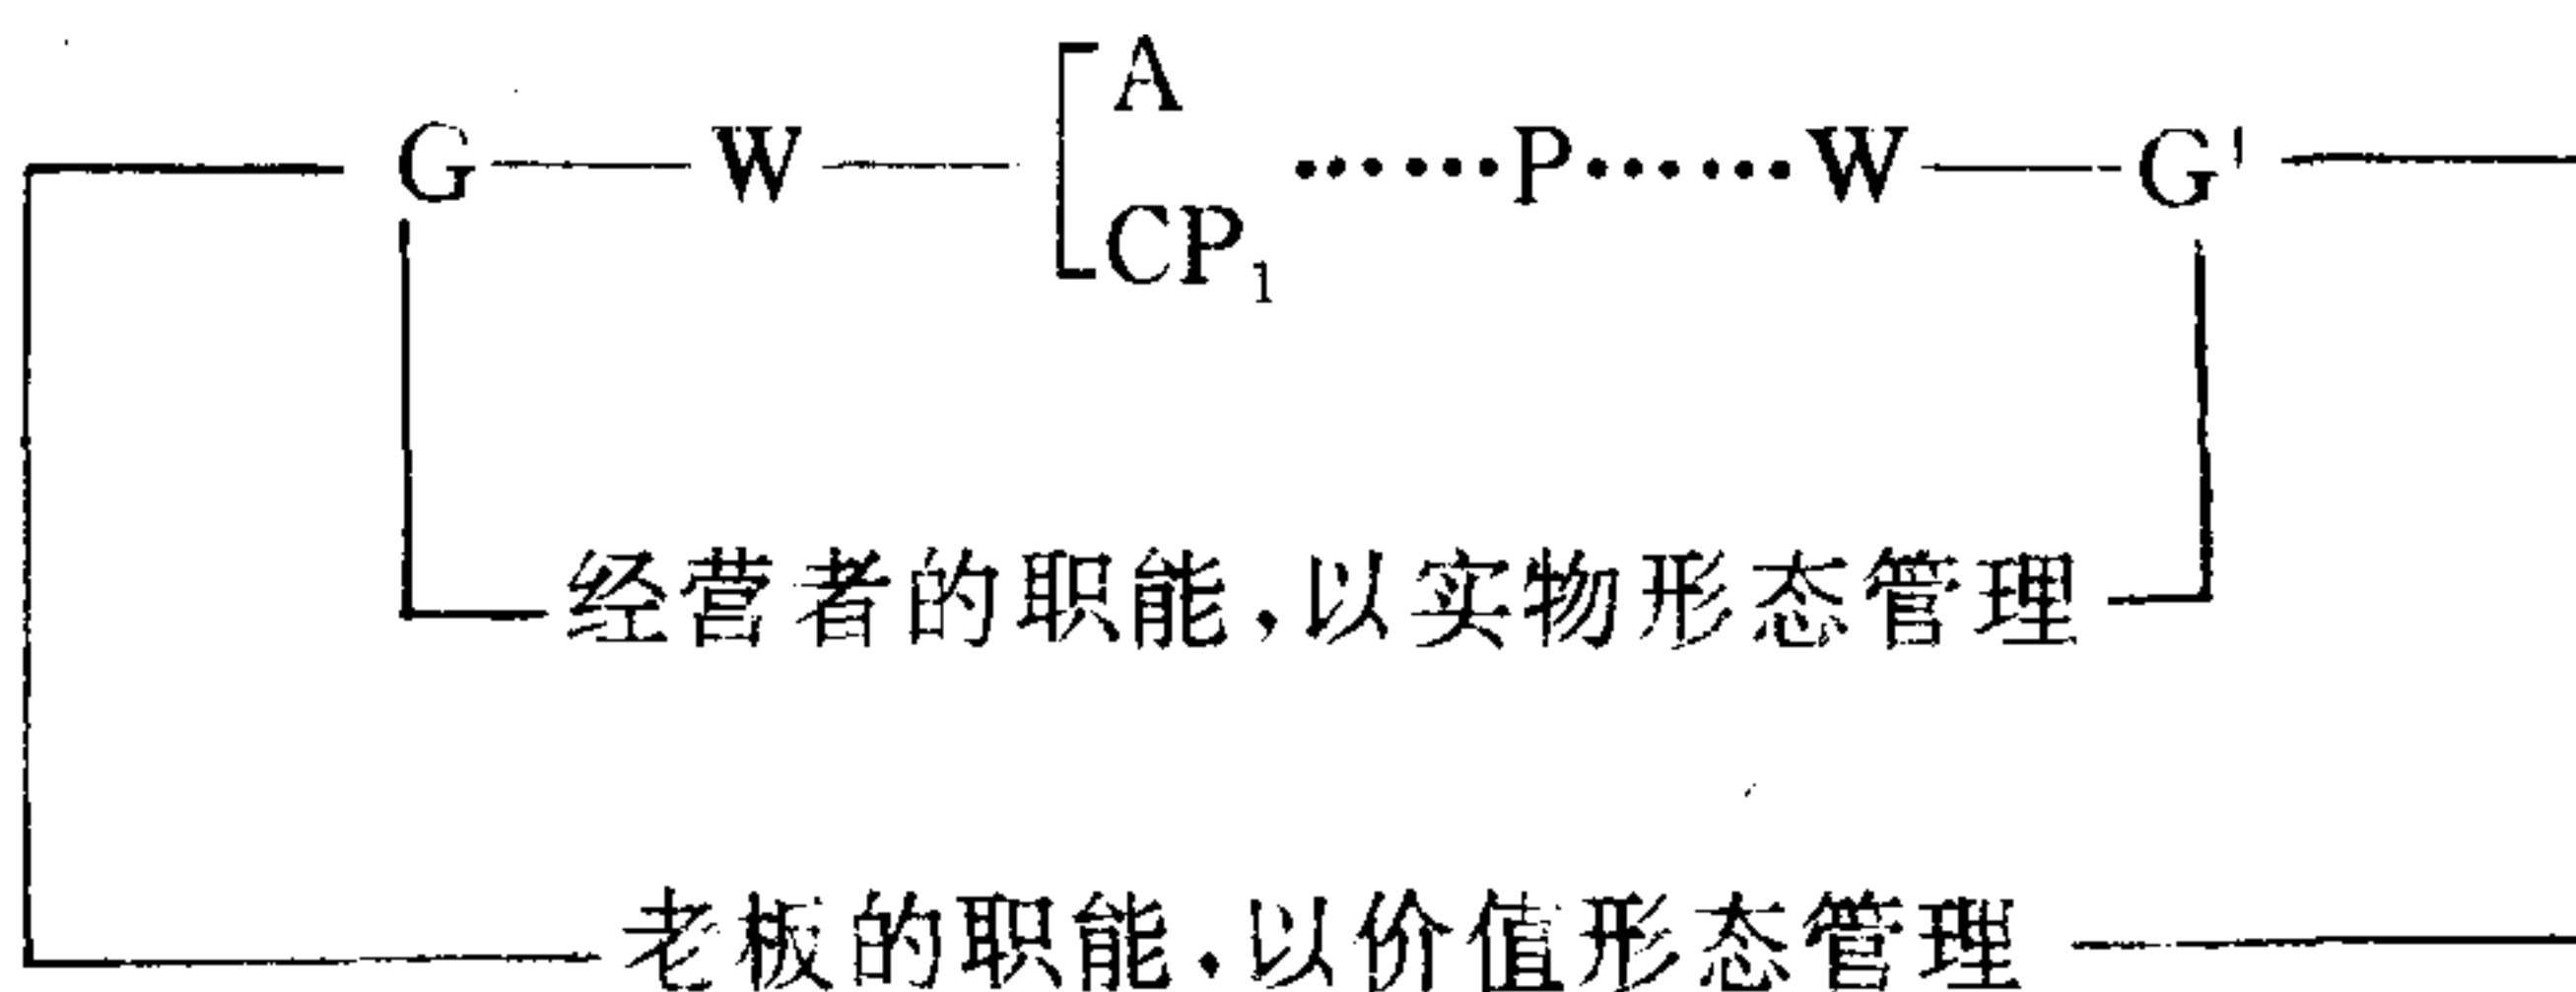 A
G——W——　……P……W——G'
CP₁
经营者的职能,以实物形态管理
老板的职能,以价值形态管理